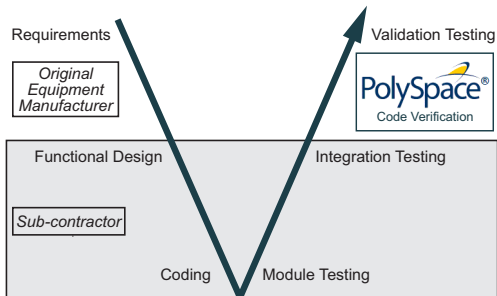 Requirements
Validation Testing
Original
Equipment
Manufacturer
PolySpace®
Code Verification
Functional Design
Integration Testing
Sub-contractor
Coding
Module Testing